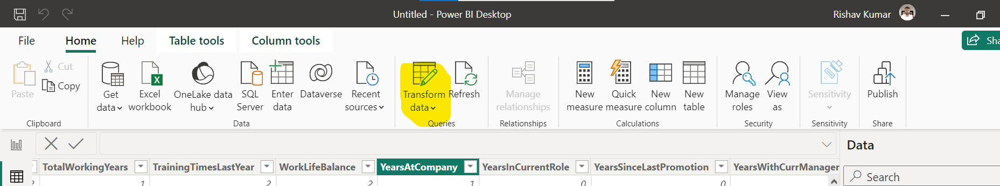 Untitled - Power BI Desktop
Rishav Kumar
File Home Help Table tools Column tools
Sha
Paste
Cut
Copy
Clipboard
Get data
Excel workbook
OneLake data hub
SQL Server
Enter data
Dataverse
Recent sources
Data
Transform data
Refresh
Queries
Manage relationships
Relationships
New measure
Quick measure
New column
New table
Calculations
Manage roles
View as
Security
Sensitivity
Sensitivity
Publish
Share
Data
TotalWorkingYears TrainingTimesLastYear WorkLifeBalance YearsAtCompany YearsInCurrentRole YearsSinceLastPromotion YearsWithCurrManager
Search
1 2 2 1 0 0